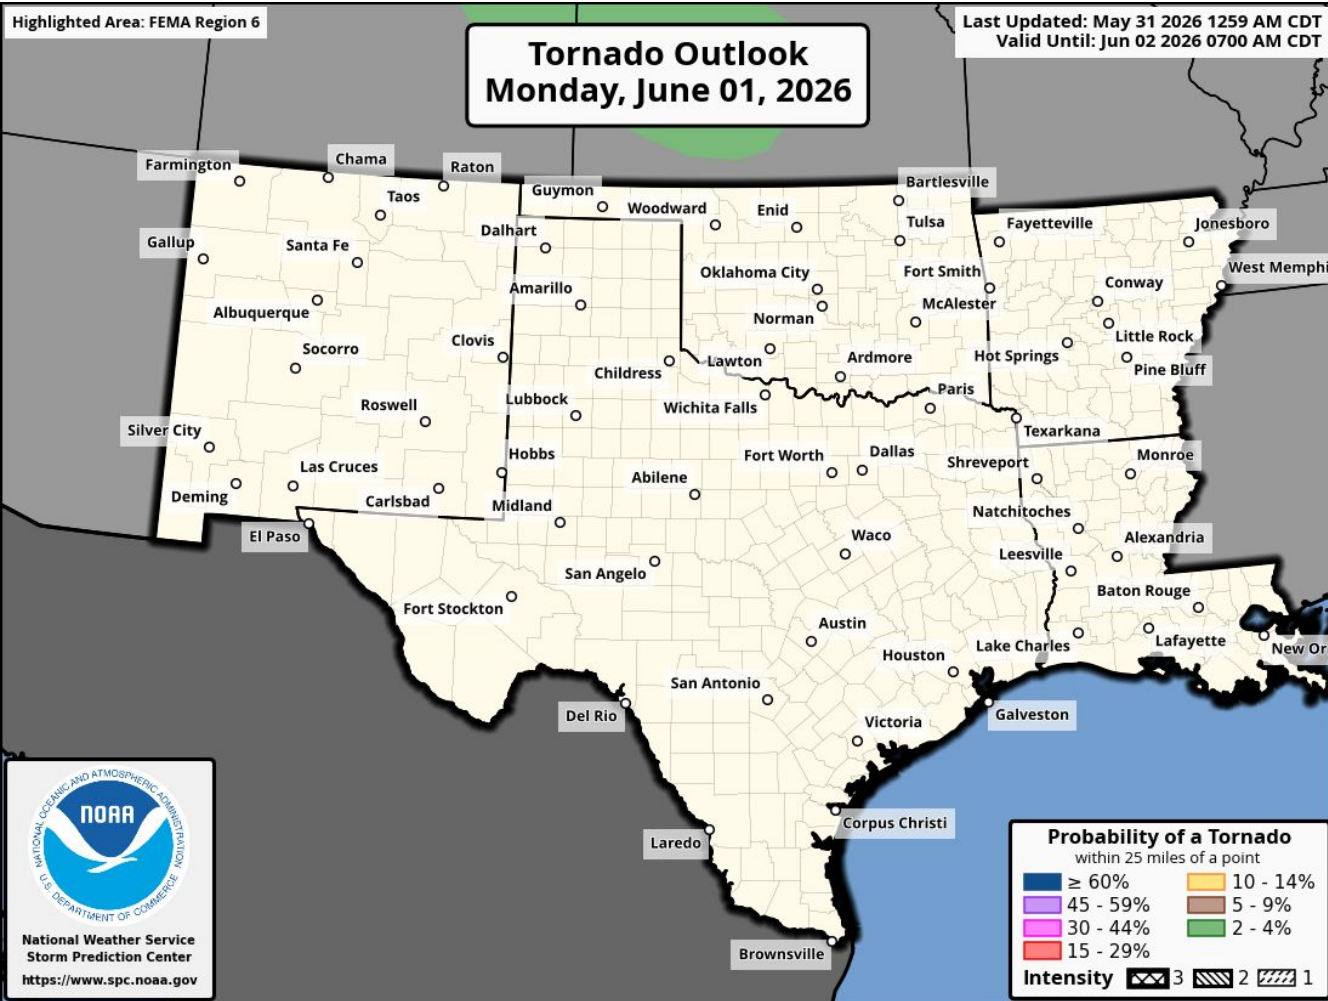 Highlighted Area: FEMA Region 6
Last Updated: May 31 2026 1259 AM CDT
Valid Until: Jun 02 2026 0700 AM CDT
Tornado Outlook
Monday, June 01, 2026
Farmington
Chama
Raton
Taos
Guymon
Woodward
Enid
Bartlesville
Tulsa
Fayetteville
Jonesboro
Gallup
Santa Fe
Dalhart
Oklahoma City
Fort Smith
West Memphi
Albuquerque
Amarillo
Norman
McAlester
Conway
Socorro
Clovis
Childress
Lawton
Ardmore
Hot Springs
Little Rock
Pine Bluff
Roswell
Lubbock
Wichita Falls
Paris
Texarkana
Silver City
Las Cruces
Hobbs
Abilene
Fort Worth
Dallas
Shreveport
Monroe
Deming
Carlsbad
Midland
Natchitoches
El Paso
San Angelo
Waco
Leesville
Alexandria
Fort Stockton
Austin
Baton Rouge
Houston
Lake Charles
Lafayette
New Or
San Antonio
Del Rio
Victoria
Galveston
Corpus Christi
Laredo
Brownsville
NATIONAL OCEANIC AND ATMOSPHERIC ADMINISTRATION
NOAA
U.S. DEPARTMENT OF COMMERCE
National Weather Service
Storm Prediction Center
https://www.spc.noaa.gov
Probability of a Tornado
within 25 miles of a point
≥ 60% 10 - 14%
45 - 59% 5 - 9%
30 - 44% 2 - 4%
15 - 29%
Intensity 3 2 1